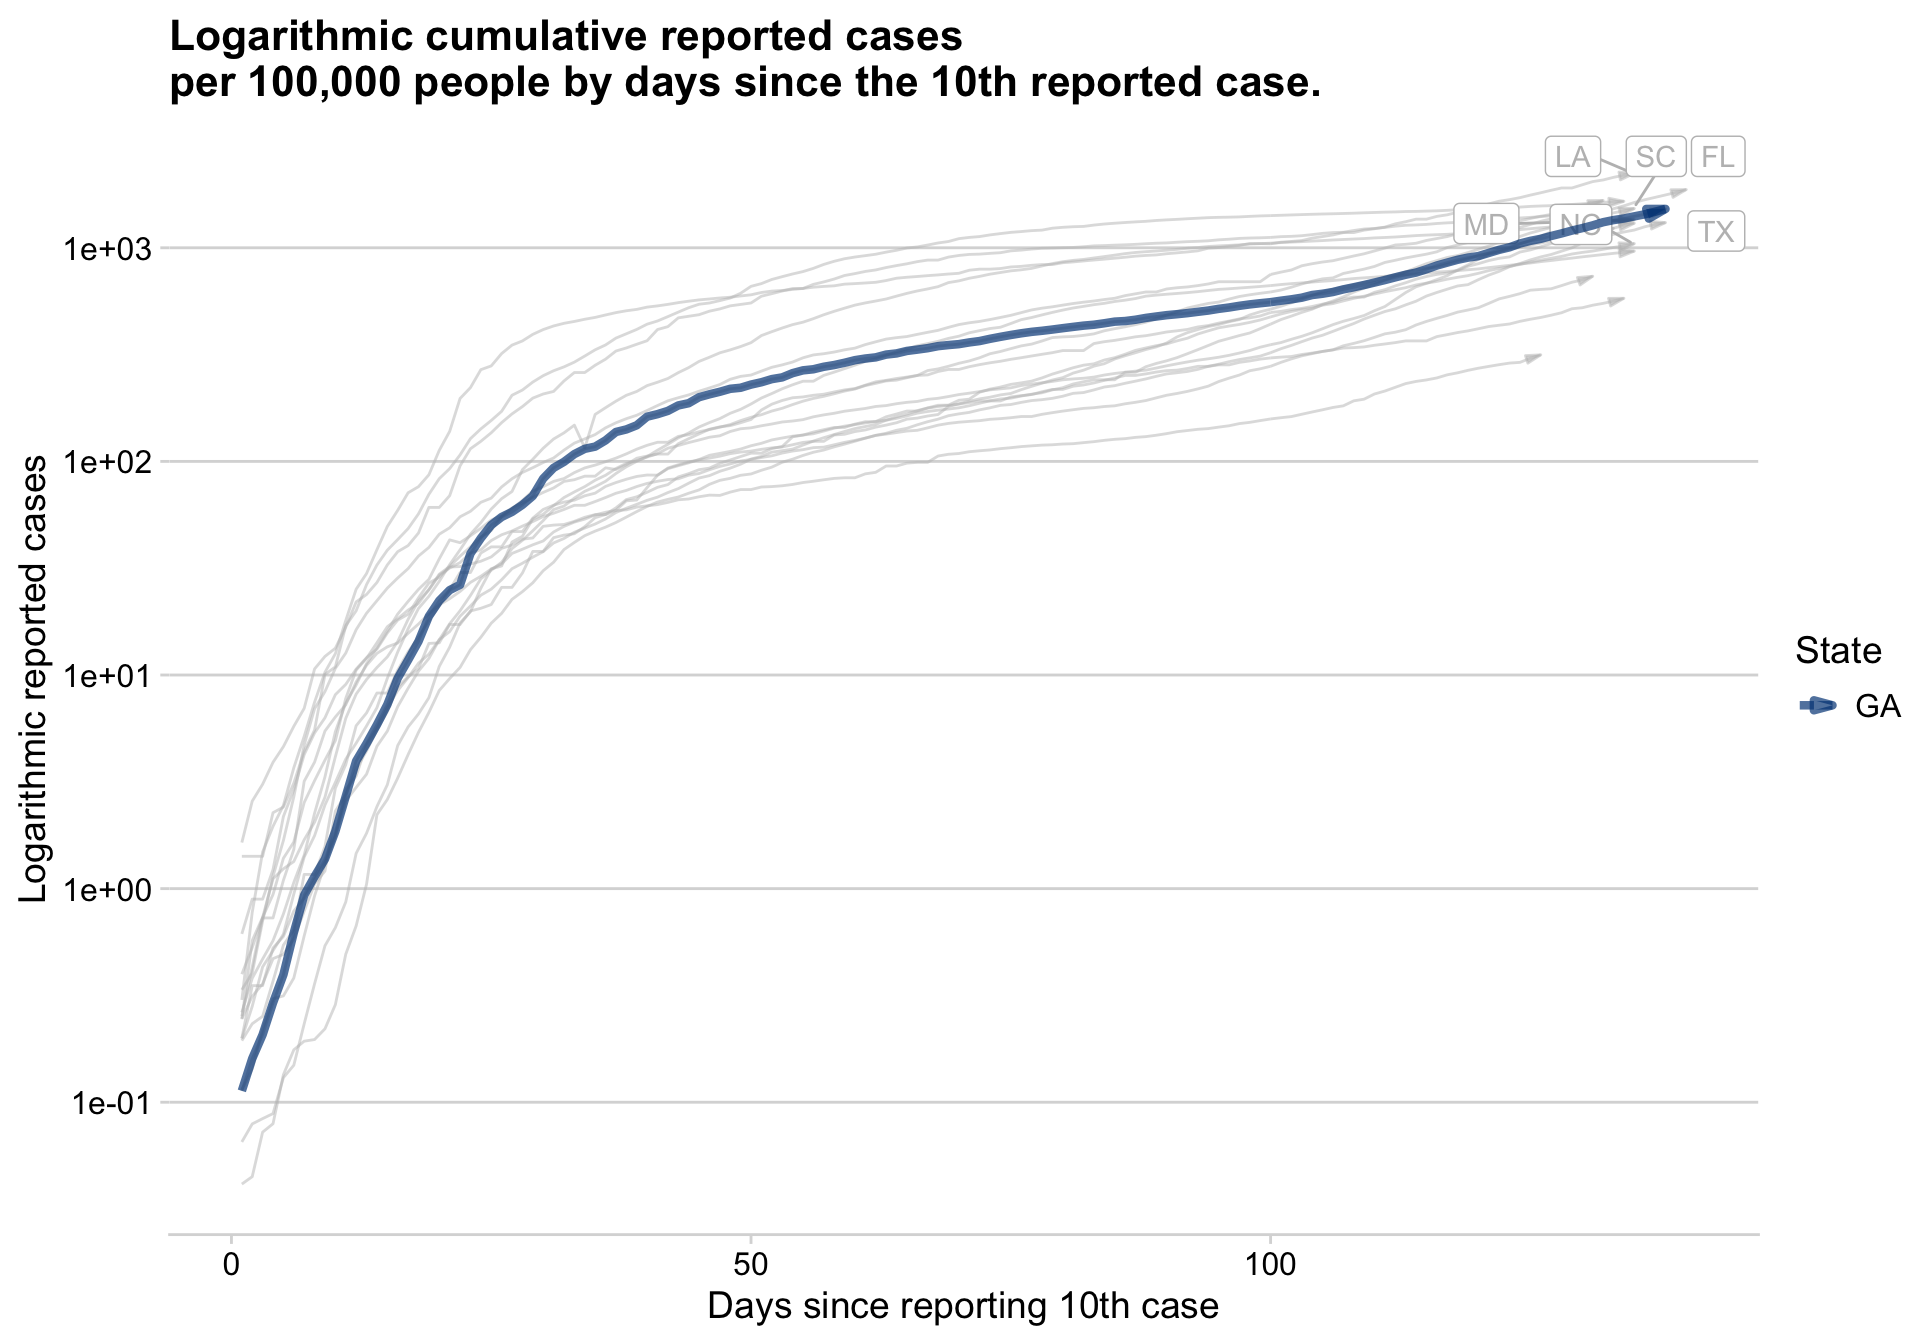 Logarithmic cumulative reported cases
per 100,000 people by days since the 10th reported case.
LA
SC
FL
MD
NC
TX
1e+03
1e+02
1e+01
1e+00
1e-01
Logarithmic reported cases
State
GA
0
50
100
Days since reporting 10th case